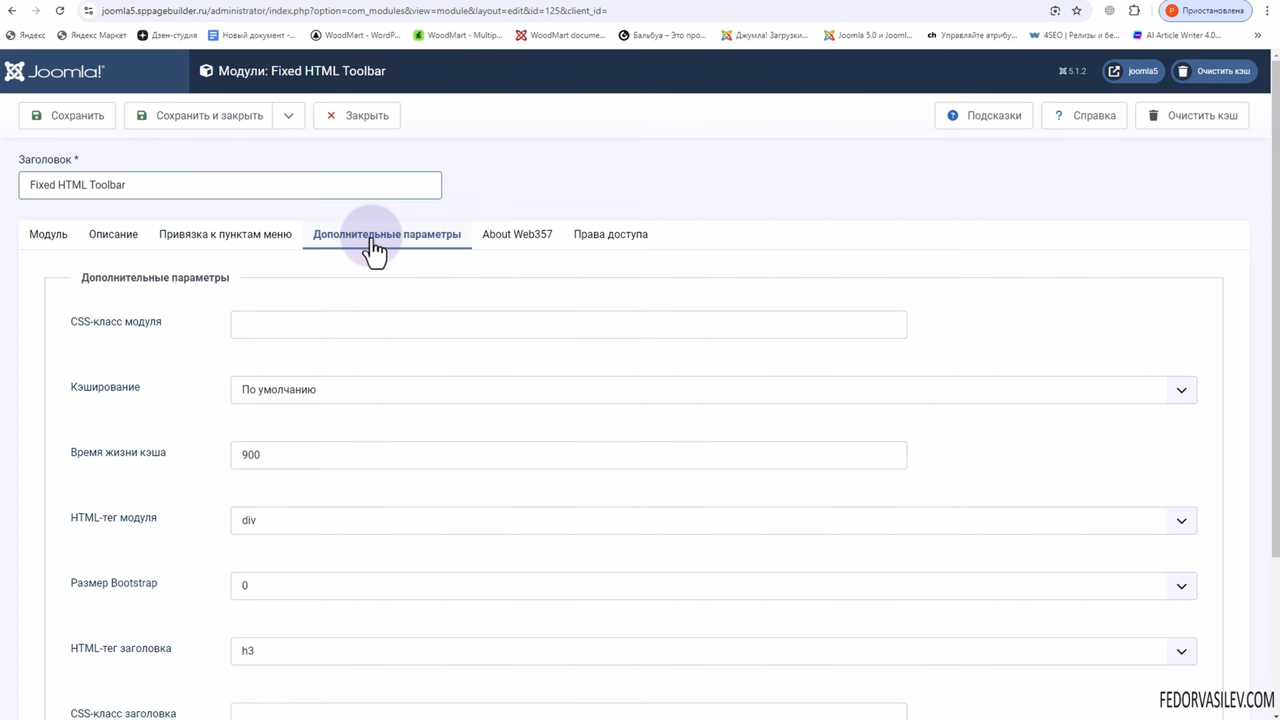 joomla5.sppagebuilder.ru/administrator/index.php?option=com_modules&view=module&layout=edit&id=125&client_id=
P Приостановлена
Яндекс
Яндекс Маркет
Дзен-студия
Новый документ -...
WoodMart - WordP...
WoodMart - Multip...
WoodMart docume...
Бальбуа – Это про...
Джумла! Загрузки...
Joomla 5.0 и Jooml...
ch Управляйте атрибу...
4SEO | Релизы и бе...
AI Article Writer 4.0...
Joomla!®
Модули: Fixed HTML Toolbar
5.1.2
joomla5
Очистить кэш
Сохранить
Сохранить и закрыть
Закрыть
Подсказки
Справка
Очистить кэш
Заголовок *
Fixed HTML Toolbar
Модуль
Описание
Привязка к пунктам меню
Дополнительные параметры
About Web357
Права доступа
Дополнительные параметры
CSS-класс модуля
Кэширование
По умолчанию
Время жизни кэша
900
HTML-тег модуля
div
Размер Bootstrap
0
HTML-тег заголовка
h3
CSS-класс заголовка
FEDORVASILEV.COM